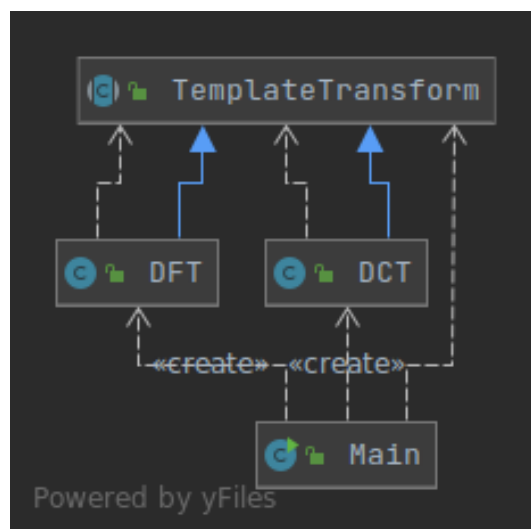 TemplateTransform
DFT
DCT
«create» «create»
Main
Powered by yFiles